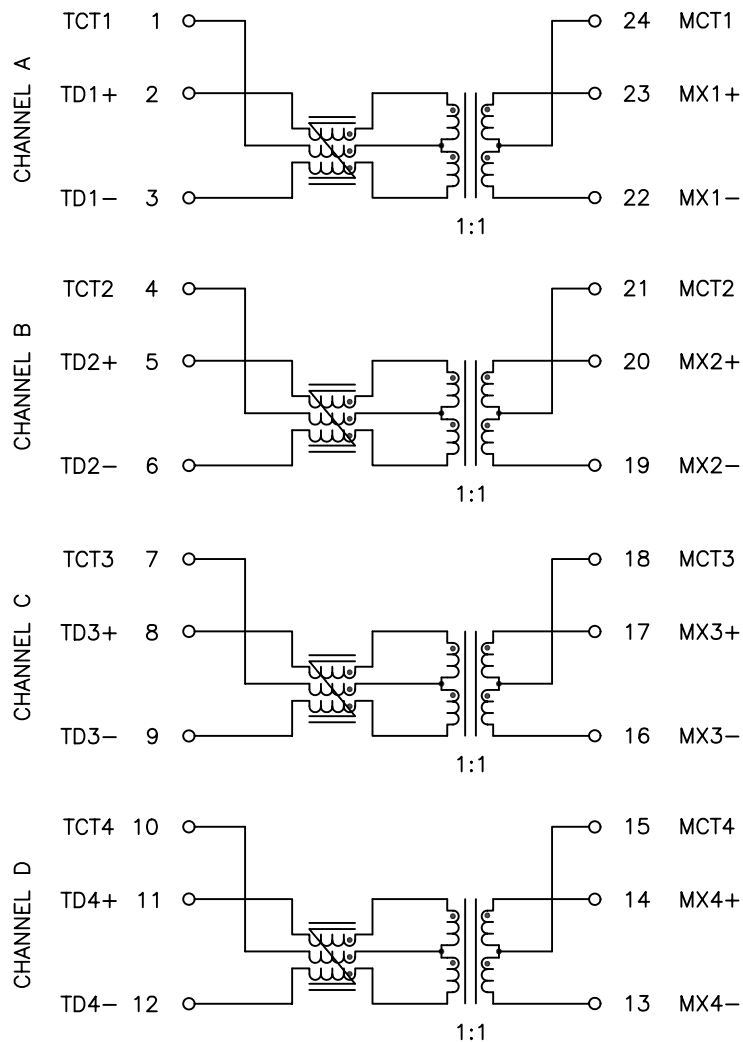 CHANNEL A
TCT1 1 24 MCT1
TD1+ 2 23 MX1+
TD1− 3 22 MX1−
1:1
CHANNEL B
TCT2 4 21 MCT2
TD2+ 5 20 MX2+
TD2− 6 19 MX2−
1:1
CHANNEL C
TCT3 7 18 MCT3
TD3+ 8 17 MX3+
TD3− 9 16 MX3−
1:1
CHANNEL D
TCT4 10 15 MCT4
TD4+ 11 14 MX4+
TD4− 12 13 MX4−
1:1